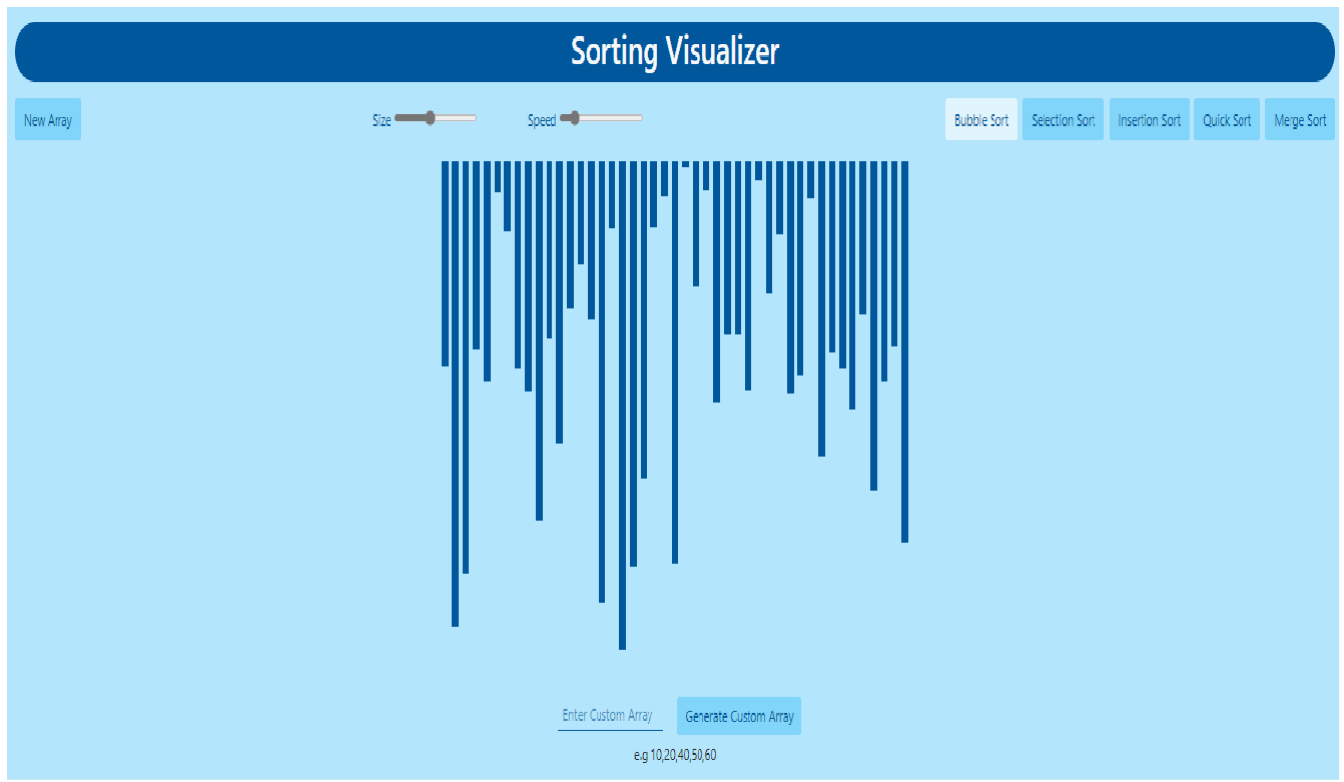 Sorting Visualizer
New Array
Size
Speed
Bubble Sort
Selection Sort
Insertion Sort
Quick Sort
Merge Sort
Enter Custom Array
Generate Custom Array
e.g 10,20,40,50,60